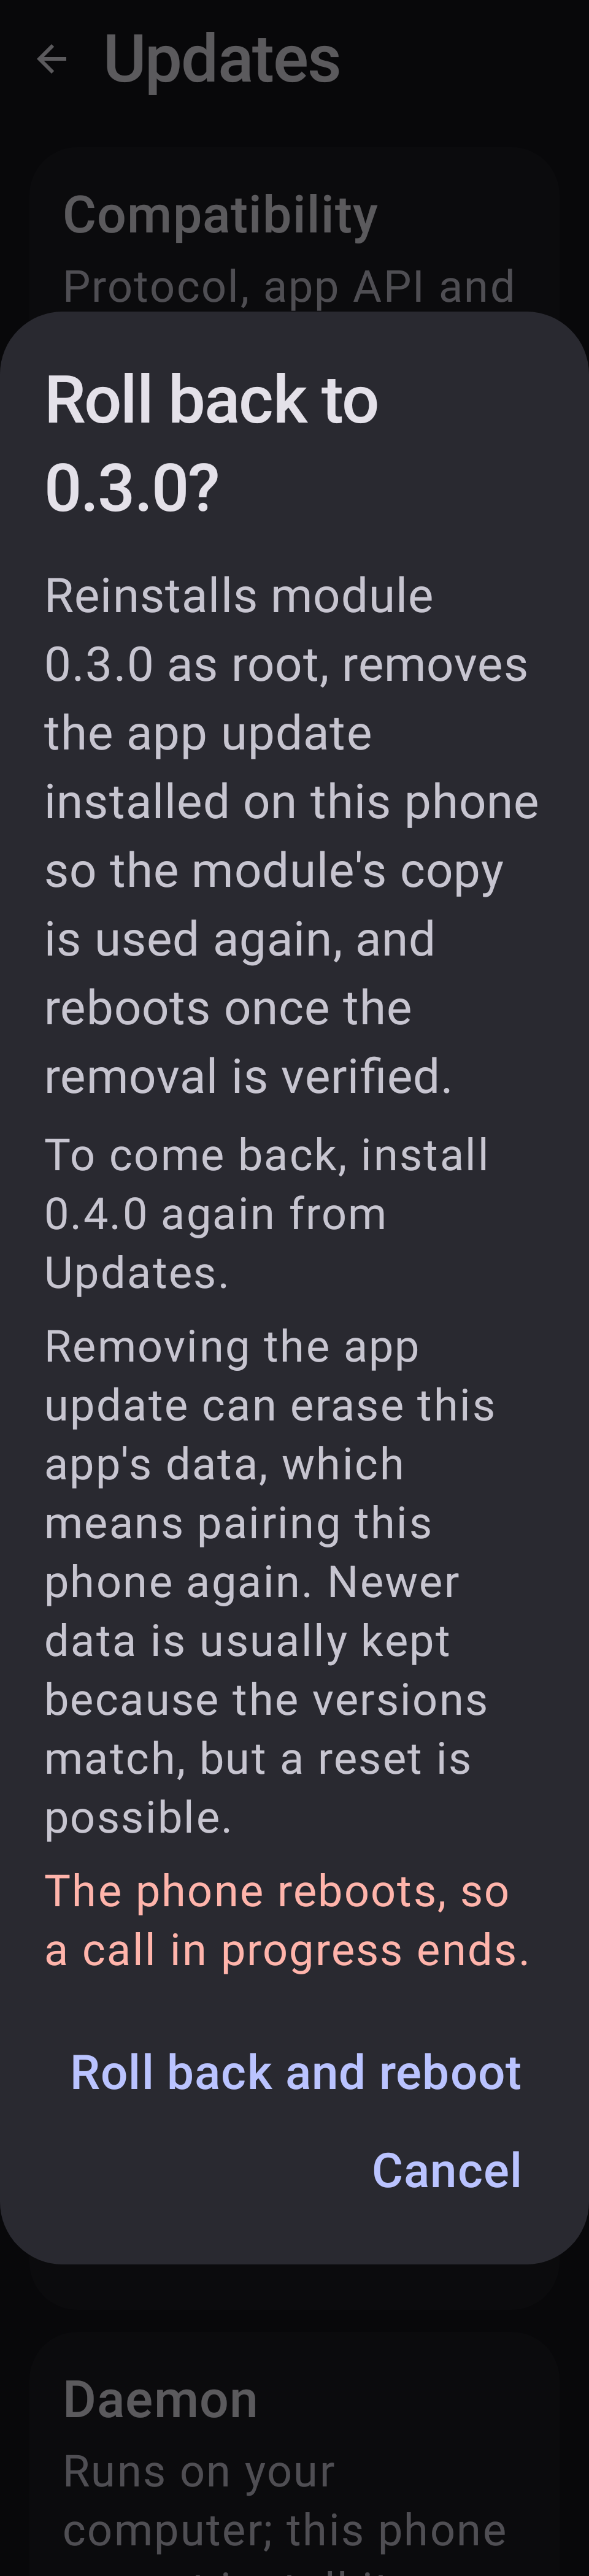 Updates
Compatibility
Protocol, app API and
Roll back to
0.3.0?
Reinstalls module
0.3.0 as root, removes
the app update
installed on this phone
so the module's copy
is used again, and
reboots once the
removal is verified.
To come back, install
0.4.0 again from
Updates.
Removing the app
update can erase this
app's data, which
means pairing this
phone again. Newer
data is usually kept
because the versions
match, but a reset is
possible.
The phone reboots, so
a call in progress ends.
Roll back and reboot
Cancel
Daemon
Runs on your
computer; this phone